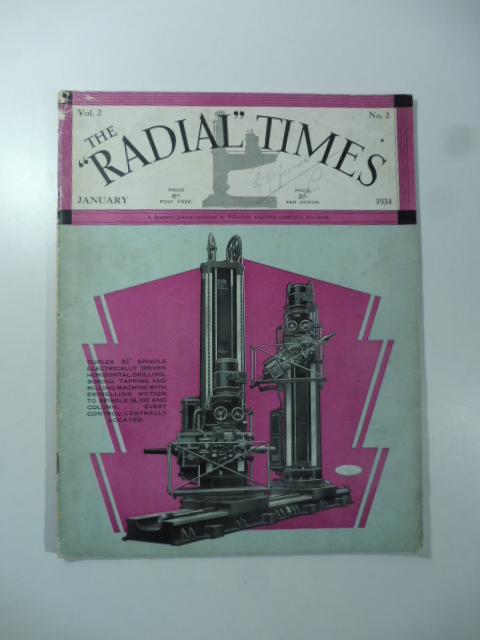 Vol. 2
No. 3
THE
"RADIAL" TIMES
JANUARY
PRICE
6D.
POST FREE.
PRICE
2/-
PER ANNUM.
1934
A Quarterly Journal published by WILLIAM ASQUITH LIMITED, HALIFAX.
DUPLEX 5½" SPINDLE
ELECTRICALLY DRIVEN
HORIZONTAL DRILLING,
BORING, TAPPING AND
MILLING MACHINE WITH
SWIVELLING MOTION
TO SPINDLE SLIDE AND
COLUMN. ... EVERY
CONTROL CENTRALLY
LOCATED.